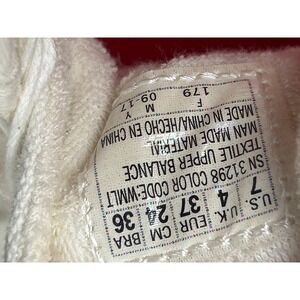 U.S. U.K. EUR CM BRA
7 4 37 24 36
SN 31298 COLOR CODE:WMLT
TEXTILE UPPER BALANCE
MAN MADE MATERIAL
MADE IN CHINA/HECHO EN CHINA
F M Y
179 09-17